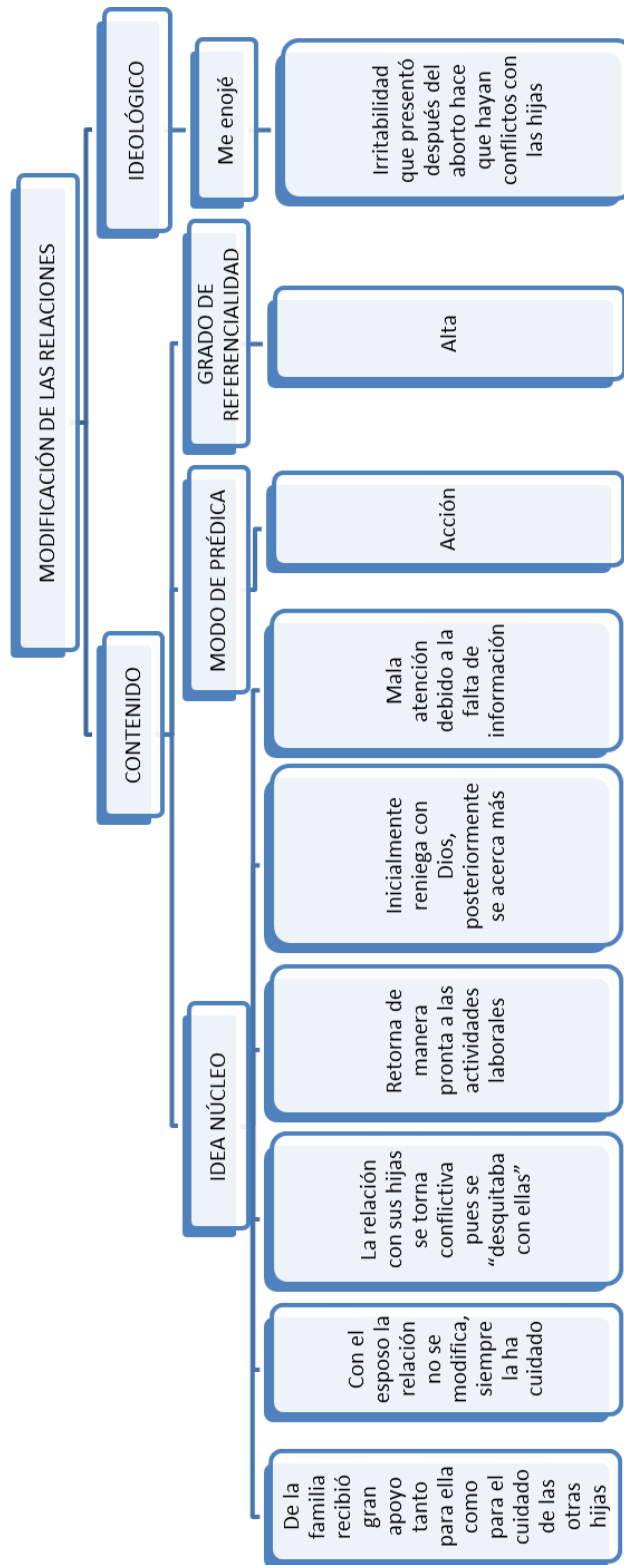 MODIFICACIÓN DE LAS RELACIONES
CONTENIDO
IDEOLÓGICO
IDEA NÚCLEO
MODO DE PRÉDICA
GRADO DE
REFERENCIALIDAD
Me enojé
De la
familia
recibió
gran
apoyo
tanto
para ella
como
para el
cuidado
de las
otras
hijas
Con el
esposo la
relación
no se
modifica,
siempre
la ha
cuidado
La relación
con sus hijas
se torna
conflictiva
pues se
“desquitaba
con ellas”
Retorna de
manera
pronta a las
actividades
laborales
Inicialmente
reniega con
Dios,
posteriormente
se acerca más
Mala
atención
debido a la
falta de
información
Acción
Alta
Irritabilidad
que presentó
después del
aborto hace
que hayan
conflictos con
las hijas